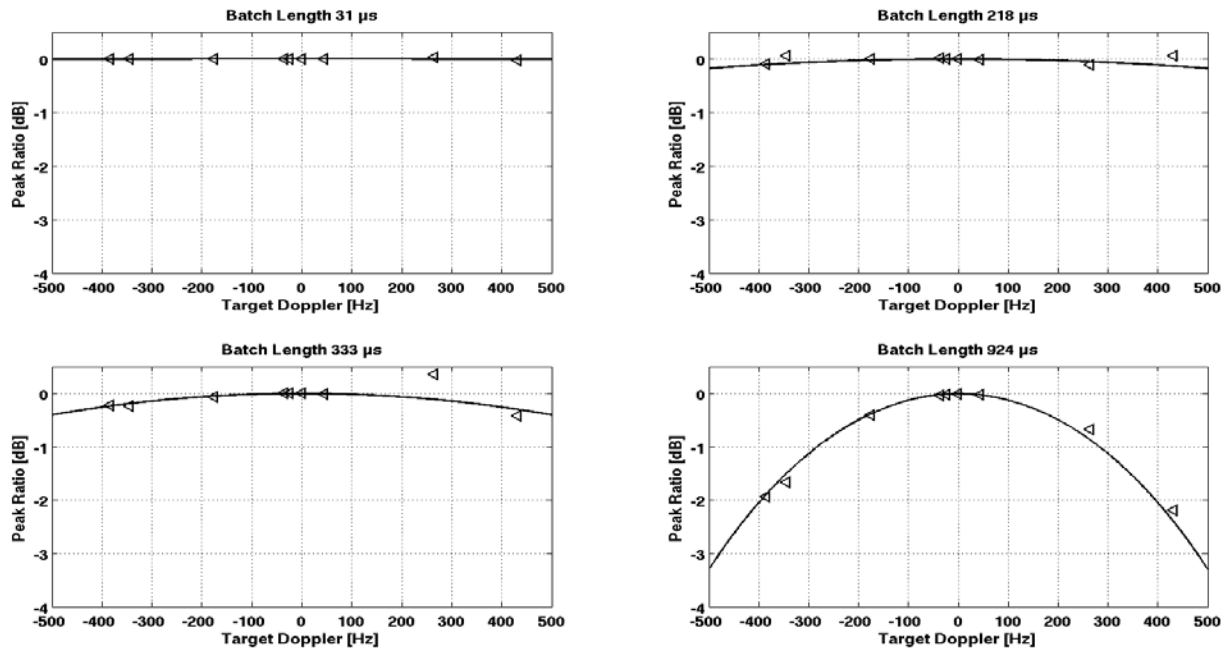 Batch Length 31 µs
Peak Ratio [dB]
0
-1
-2
-3
-4
-500 -400 -300 -200 -100 0 100 200 300 400 500
Target Doppler [Hz]
Batch Length 218 µs
Peak Ratio [dB]
0
-1
-2
-3
-4
-500 -400 -300 -200 -100 0 100 200 300 400 500
Target Doppler [Hz]
Batch Length 333 µs
Peak Ratio [dB]
0
-1
-2
-3
-4
-500 -400 -300 -200 -100 0 100 200 300 400 500
Target Doppler [Hz]
Batch Length 924 µs
Peak Ratio [dB]
0
-1
-2
-3
-4
-500 -400 -300 -200 -100 0 100 200 300 400 500
Target Doppler [Hz]